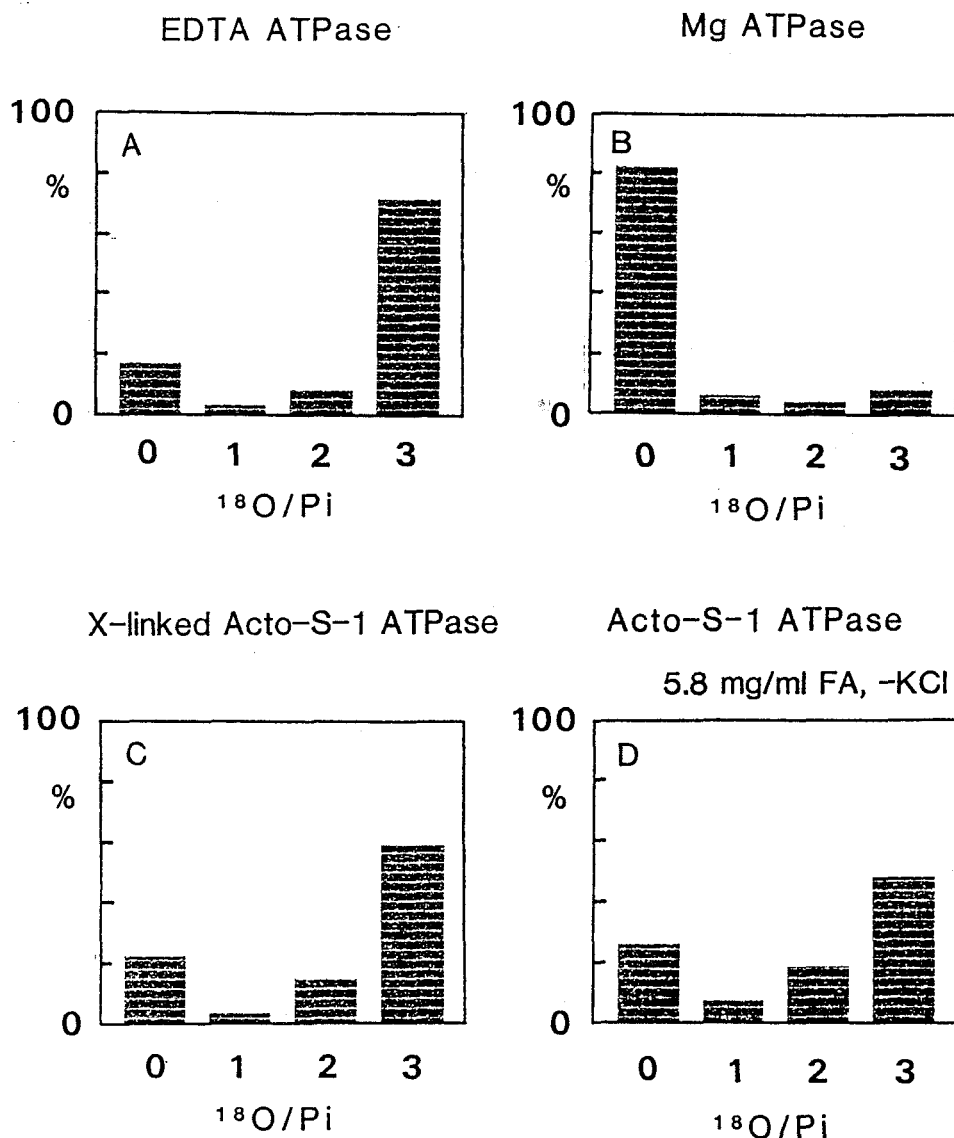 EDTA ATPase
Mg ATPase
100
A
%
0
0 1 2 3
¹⁸O/Pi
100
B
%
0
0 1 2 3
¹⁸O/Pi
X-linked Acto-S-1 ATPase
Acto-S-1 ATPase
5.8 mg/ml FA, -KCl
100
C
%
0
0 1 2 3
¹⁸O/Pi
100
D
%
0
0 1 2 3
¹⁸O/Pi